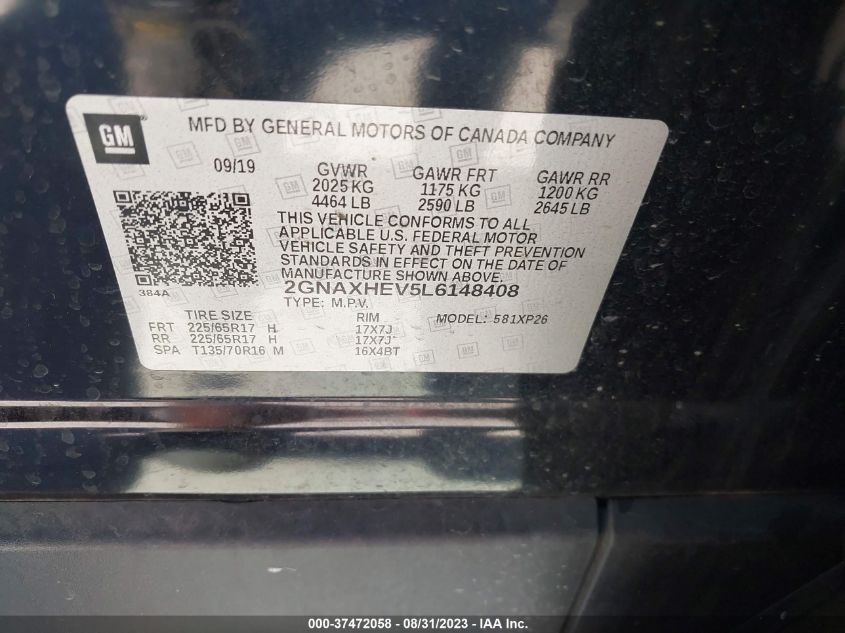 GM
MFD BY GENERAL MOTORS OF CANADA COMPANY
09/19 GVWR GAWR FRT GAWR RR
2025 KG 1175 KG 1200 KG
4464 LB 2590 LB 2645 LB
THIS VEHICLE CONFORMS TO ALL
APPLICABLE U.S. FEDERAL MOTOR
VEHICLE SAFETY AND THEFT PREVENTION
STANDARDS IN EFFECT ON THE DATE OF
MANUFACTURE SHOWN ABOVE.
384A 2GNAXHEV5L6148408
TYPE: M.P.V. MODEL: 581XP26
TIRE SIZE RIM
FRT 225/65R17 H 17X7J
RR 225/65R17 H 17X7J
SPA T135/70R16 M 16X4BT
000-37472058 - 08/31/2023 - © IAA, Inc.